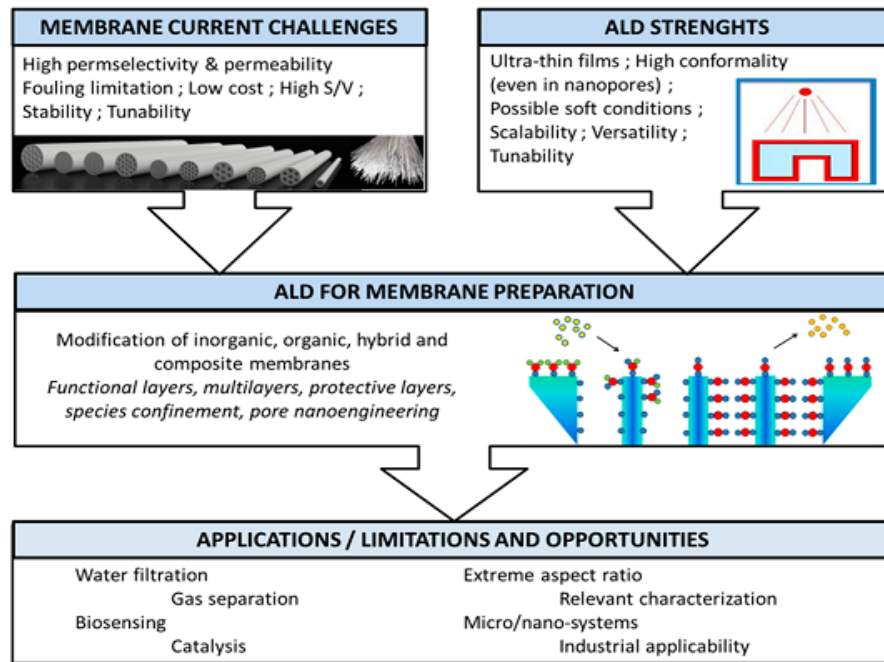 MEMBRANE CURRENT CHALLENGES
High permselectivity & permeability
Fouling limitation ; Low cost ; High S/V ;
Stability ; Tunability
ALD STRENGHTS
Ultra-thin films ; High conformality
(even in nanopores) ;
Possible soft conditions ;
Scalability ; Versatility ;
Tunability
ALD FOR MEMBRANE PREPARATION
Modification of inorganic, organic, hybrid and
composite membranes
Functional layers, multilayers, protective layers,
species confinement, pore nanoengineering
APPLICATIONS / LIMITATIONS AND OPPORTUNITIES
Water filtration
Gas separation
Biosensing
Catalysis
Extreme aspect ratio
Relevant characterization
Micro/nano-systems
Industrial applicability